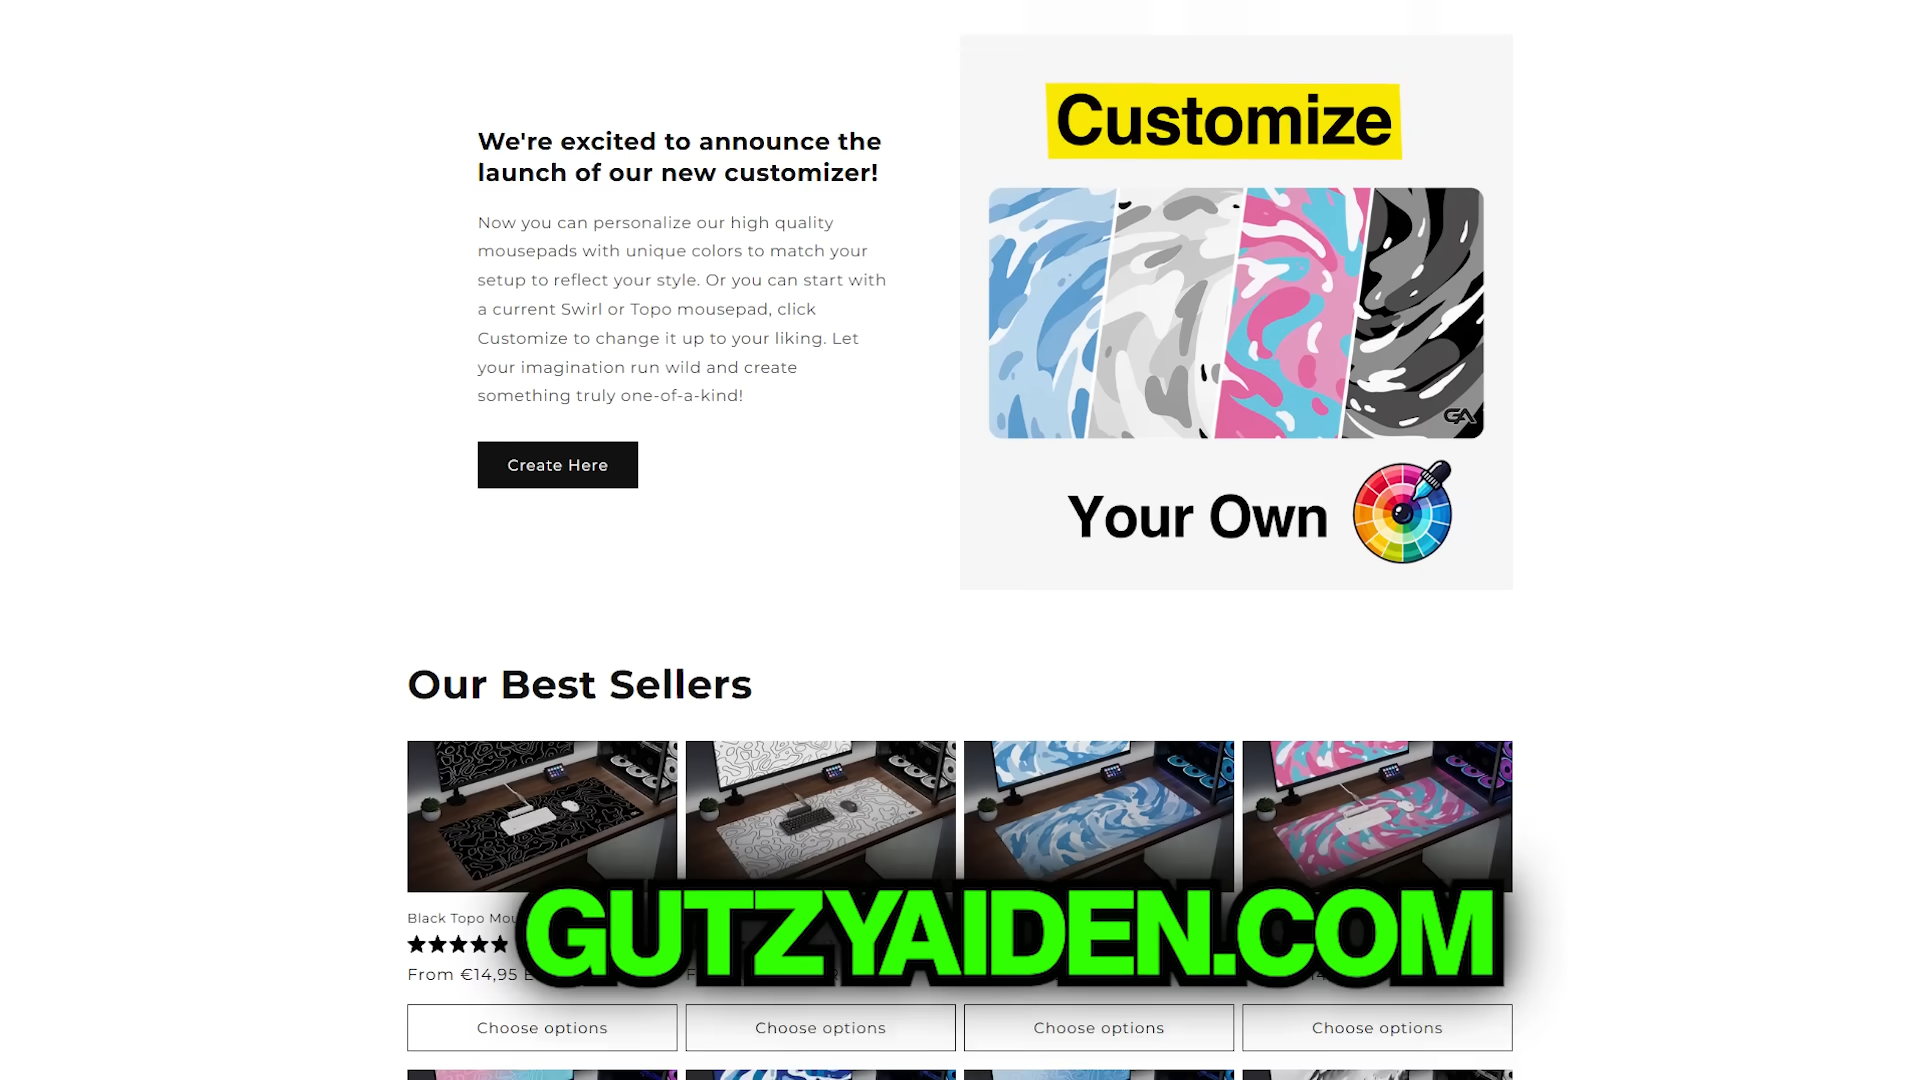 Customize
We're excited to announce the
launch of our new customizer!
Now you can personalize our high quality
mousepads with unique colors to match your
setup to reflect your style. Or you can start with
a current Swirl or Topo mousepad, click
Customize to change it up to your liking. Let
your imagination run wild and create
something truly one-of-a-kind!
GA
Create Here
Your Own
Our Best Sellers
Black Topo
GUTZYAIDEN.COM
From €14,95
Choose options
Choose options
Choose options
Choose options